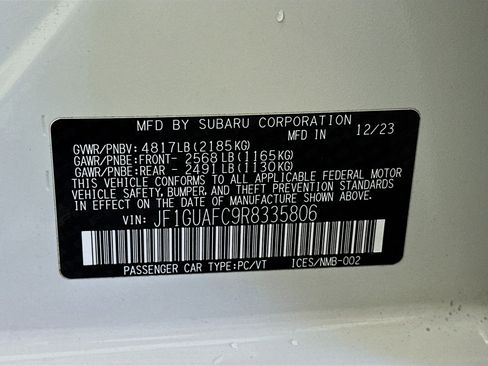 MFD BY SUBARU CORPORATION
MFD IN 12/23
GVWR/PNBV: 4817LB(2185KG)
GAWR/PNBE:FRONT- 2568LB(1165KG)
GAWR/PNBE:REAR - 2491LB(1130KG)
THIS VEHICLE CONFORMS TO ALL APPLICABLE FEDERAL MOTOR
VEHICLE SAFETY, BUMPER, AND THEFT PREVENTION STANDARDS
IN EFFECT ON THE DATE OF MANUFACTURE SHOWN ABOVE.
VIN: JF1GUAFC9R8335806
PASSENGER CAR TYPE:PC/VT ICES/NMB-002